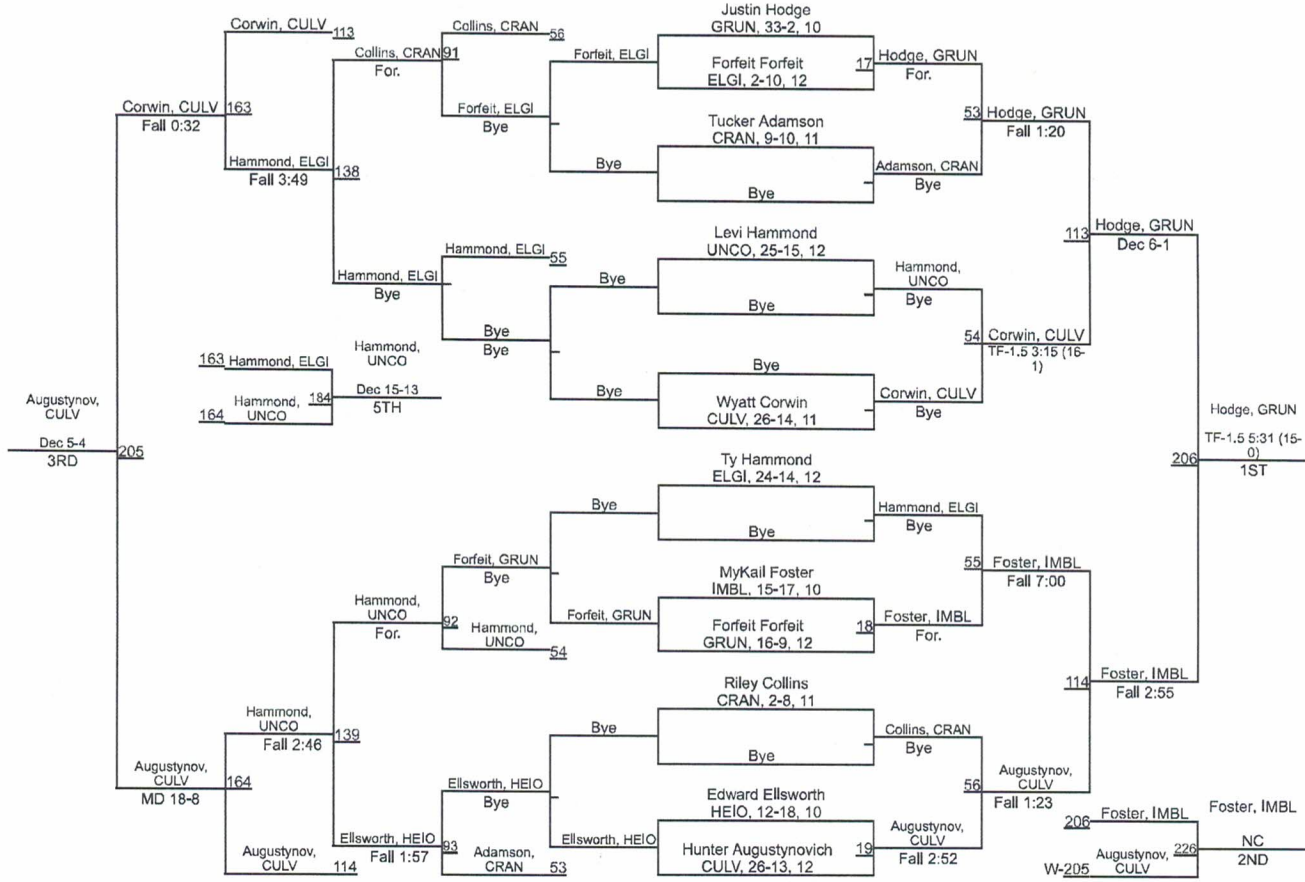 Corwin, CULV
113
Collins, CRAN
56
Justin Hodge
GRUN, 33-2, 10
Collins, CRAN
91
For.
Forfeit, ELGI
Forfeit Forfeit
ELGI, 2-10, 12
17
Hodge, GRUN
For.
Corwin, CULV
163
Fall 0:32
Forfeit, ELGI
Bye
53
Hodge, GRUN
Fall 1:20
Tucker Adamson
CRAN, 9-10, 11
Hammond, ELGI
138
Fall 3:49
Bye
Bye
Adamson, CRAN
Bye
Levi Hammond
UNCO, 25-15, 12
113
Hodge, GRUN
Dec 6-1
Hammond, ELGI
55
Hammond, ELGI
Bye
Bye
Bye
Hammond,
UNCO
Bye
Bye
Bye
54
Corwin, CULV
TF-1.5 3:15 (16-
1)
163
Hammond, ELGI
Hammond,
UNCO
Bye
Bye
Wyatt Corwin
CULV, 26-14, 11
Corwin, CULV
Bye
164
Hammond,
UNCO
184
Dec 15-13
5TH
Augustynov,
CULV
Dec 5-4
3RD
205
Hodge, GRUN
206
TF-1.5 5:31 (15-
0)
1ST
Ty Hammond
ELGI, 24-14, 12
Bye
Bye
Hammond, ELGI
Bye
Forfeit, GRUN
Bye
55
Foster, IMBL
Fall 7:00
MyKail Foster
IMBL, 15-17, 10
Hammond,
UNCO
For.
92
Hammond,
UNCO
54
Forfeit, GRUN
Forfeit Forfeit
GRUN, 16-9, 12
18
Foster, IMBL
For.
114
Foster, IMBL
Fall 2:55
Riley Collins
CRAN, 2-8, 11
Hammond,
UNCO
139
Fall 2:46
Bye
Bye
Collins, CRAN
Bye
Augustynov,
CULV
164
MD 18-8
Ellsworth, HEIO
Bye
56
Augustynov,
CULV
Fall 1:23
Edward Ellsworth
HEIO, 12-18, 10
Ellsworth, HEIO
93
Fall 1:57
Ellsworth, HEIO
Hunter Augustynovich
CULV, 26-13, 12
19
Augustynov,
CULV
Fall 2:52
Augustynov,
CULV
114
Adamson,
CRAN
53
206
Foster, IMBL
Foster, IMBL
W-205
Augustynov,
CULV
226
NC
2ND